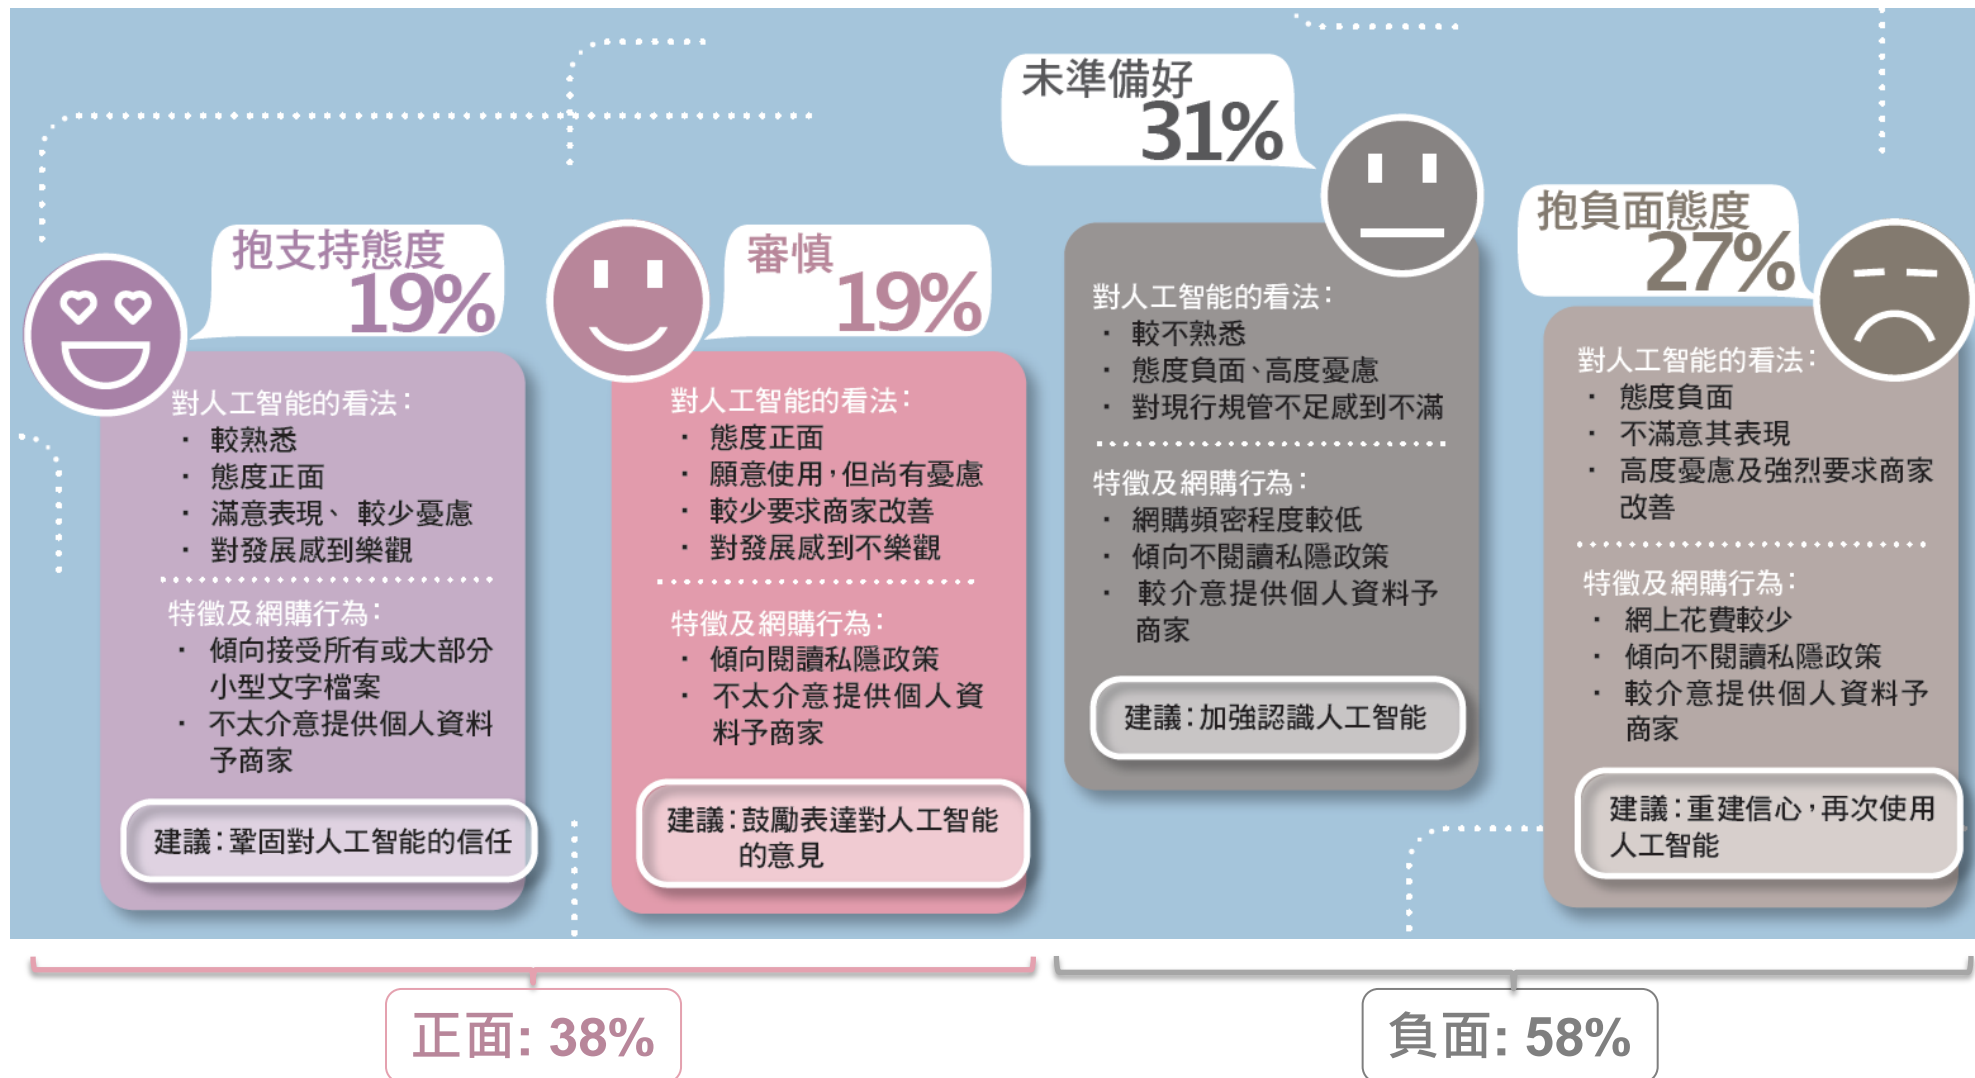 抱支持態度
19%
對人工智能的看法：
· 較熟悉
· 態度正面
· 滿意表現、較少憂慮
· 對發展感到樂觀
特徵及網購行為：
· 傾向接受所有或大部分
小型文字檔案
· 不太介意提供個人資料
予商家
建議：鞏固對人工智能的信任
審慎
19%
對人工智能的看法：
· 態度正面
· 願意使用，但尚有憂慮
· 較少要求商家改善
· 對發展感到不樂觀
特徵及網購行為：
· 傾向閱讀私隱政策
· 不太介意提供個人資
料予商家
建議：鼓勵表達對人工智能
的意見
未準備好
31%
對人工智能的看法：
· 較不熟悉
· 態度負面、高度憂慮
· 對現行規管不足感到不滿
特徵及網購行為：
· 網購頻密程度較低
· 傾向不閱讀私隱政策
· 較介意提供個人資料予
商家
建議：加強認識人工智能
抱負面態度
27%
對人工智能的看法：
· 態度負面
· 不滿意其表現
· 高度憂慮及強烈要求商家
改善
特徵及網購行為：
· 網上花費較少
· 傾向不閱讀私隱政策
· 較介意提供個人資料予
商家
建議：重建信心，再次使用
人工智能
正面: 38%
負面: 58%